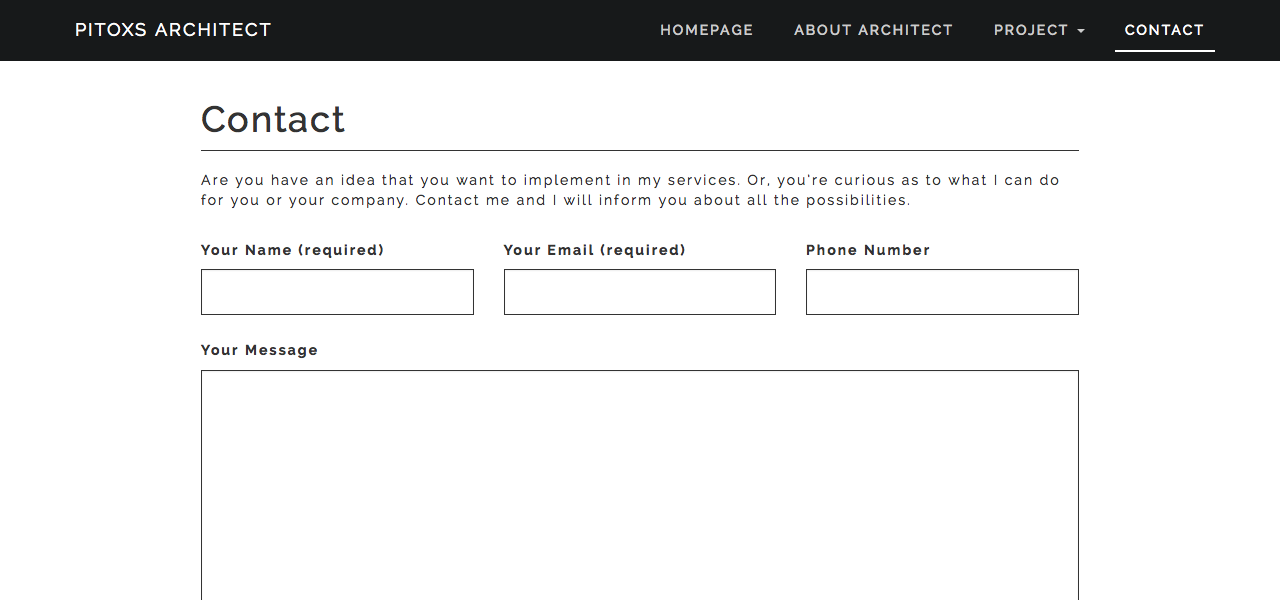 PITOXS ARCHITECT
HOMEPAGE
ABOUT ARCHITECT
PROJECT
CONTACT
Contact
Are you have an idea that you want to implement in my services. Or, you're curious as to what I can do
for you or your company. Contact me and I will inform you about all the possibilities.
Your Name (required)
Your Email (required)
Phone Number
Your Message